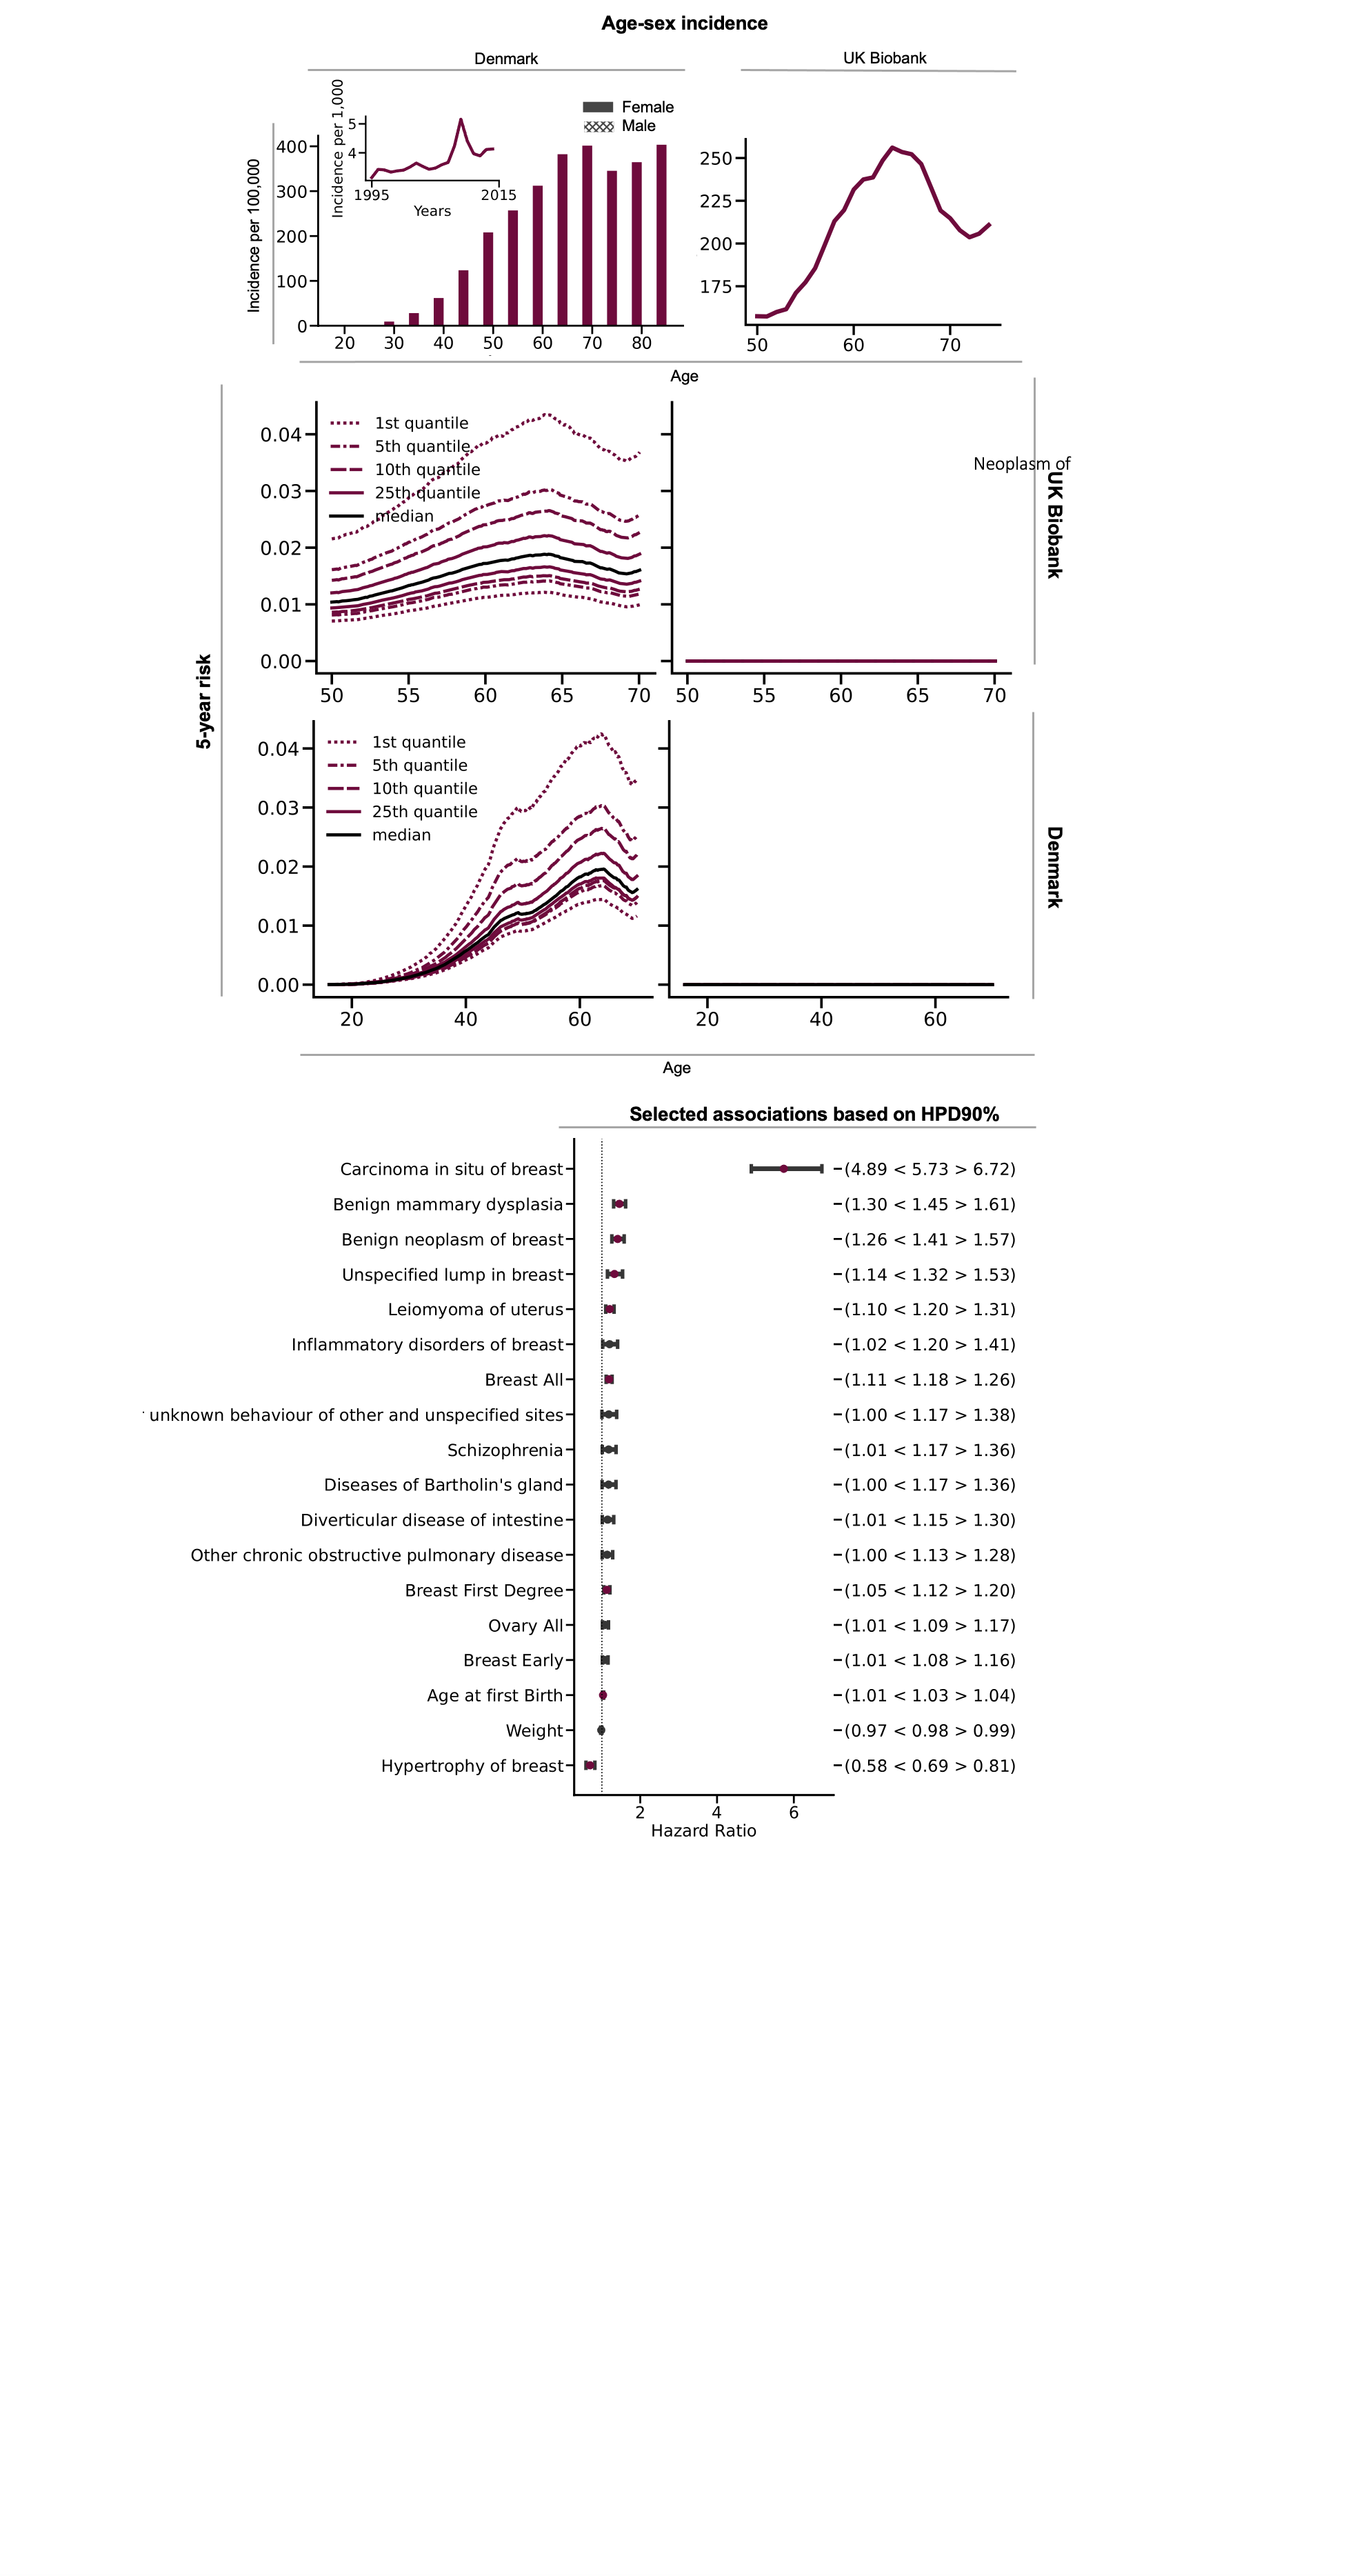 Age-sex incidence
Denmark
UK Biobank
Female
Male
Incidence per 100,000
400
300
200
100
0
20 30 40 50 60 70 80
Incidence per 1,000
5
4
1995 2015
Years
250
225
200
175
50 60 70
Age
5-year risk
1st quantile
5th quantile
10th quantile
25th quantile
median
0.04
0.03
0.02
0.01
0.00
50 55 60 65 70
50 55 60 65 70
Neoplasm of
UK Biobank
1st quantile
5th quantile
10th quantile
25th quantile
median
0.04
0.03
0.02
0.01
0.00
20 40 60
20 40 60
Denmark
Age
Selected associations based on HPD90%
Carcinoma in situ of breast (4.89 < 5.73 > 6.72)
Benign mammary dysplasia (1.30 < 1.45 > 1.61)
Benign neoplasm of breast (1.26 < 1.41 > 1.57)
Unspecified lump in breast (1.14 < 1.32 > 1.53)
Leiomyoma of uterus (1.10 < 1.20 > 1.31)
Inflammatory disorders of breast (1.02 < 1.20 > 1.41)
Breast All (1.11 < 1.18 > 1.26)
unknown behaviour of other and unspecified sites (1.00 < 1.17 > 1.38)
Schizophrenia (1.01 < 1.17 > 1.36)
Diseases of Bartholin's gland (1.00 < 1.17 > 1.36)
Diverticular disease of intestine (1.01 < 1.15 > 1.30)
Other chronic obstructive pulmonary disease (1.00 < 1.13 > 1.28)
Breast First Degree (1.05 < 1.12 > 1.20)
Ovary All (1.01 < 1.09 > 1.17)
Breast Early (1.01 < 1.08 > 1.16)
Age at first Birth (1.01 < 1.03 > 1.04)
Weight (0.97 < 0.98 > 0.99)
Hypertrophy of breast (0.58 < 0.69 > 0.81)
2 4 6
Hazard Ratio